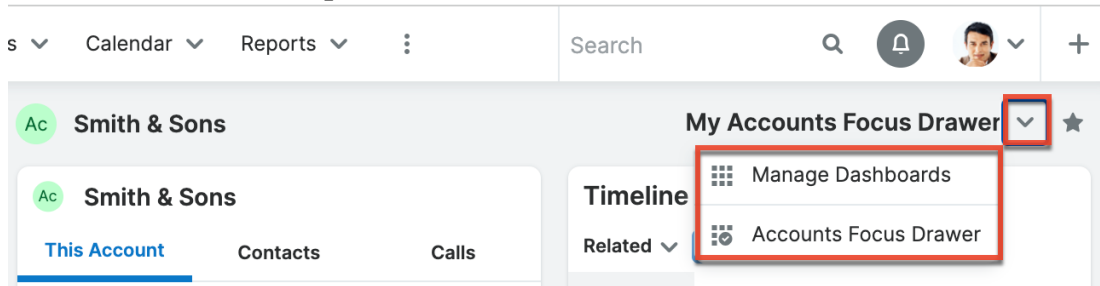 s Calendar Reports Search
Ac Smith & Sons My Accounts Focus Drawer
Manage Dashboards
Accounts Focus Drawer
Ac Smith & Sons
This Account Contacts Calls
Timeline
Related